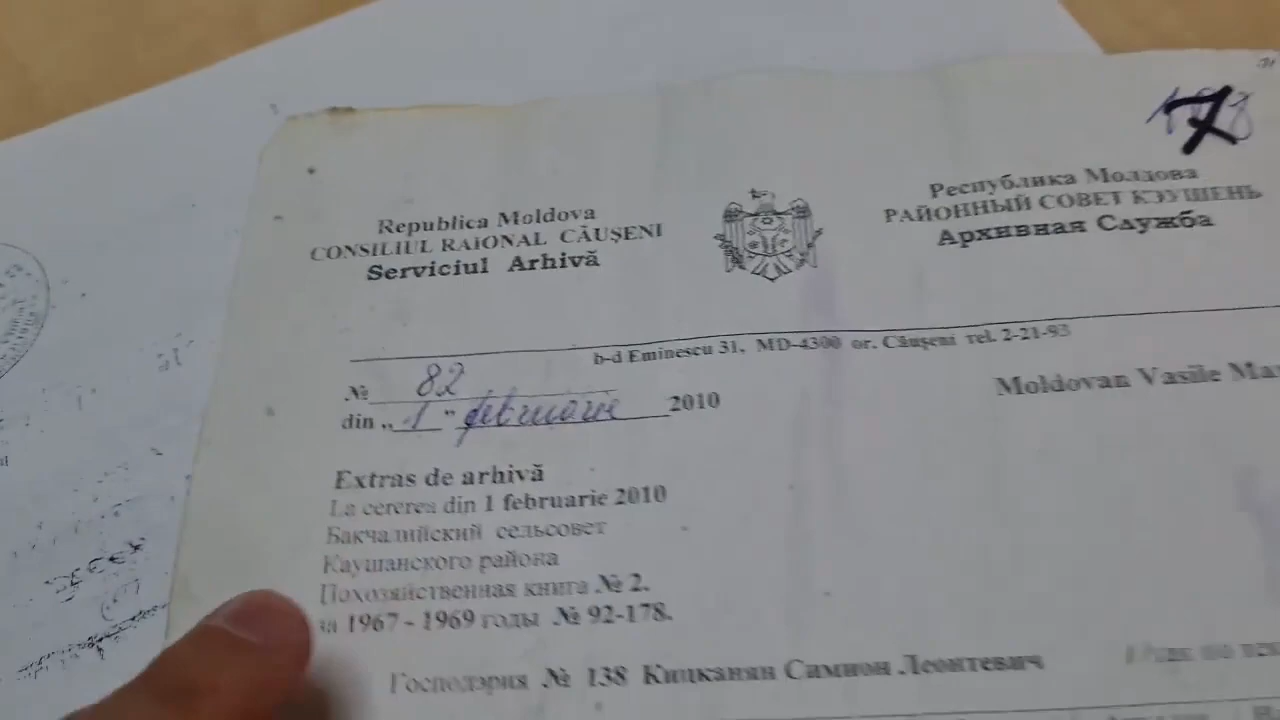 7
Republica Moldova
CONSILIUL RAIONAL CĂUŞENI
Serviciul Arhivă
Республика Молдова
РАЙОННЫЙ СОВЕТ КЭУШЕНЬ
Архивная Служба
b-d Eminescu 31, MD-4300 or. Căuşeni tel. 2-21-93
№ 82
din „1" februarie 2010
Moldovan Vasile
Extras de arhivă
La cererea din 1 februarie 2010
Бакчалийский сельсовет
Каушанского района
Похозяйственная книга № 2.
за 1967 - 1969 годы № 92-178.
Господэрия № 138 Кицканян Симион Леонтевич